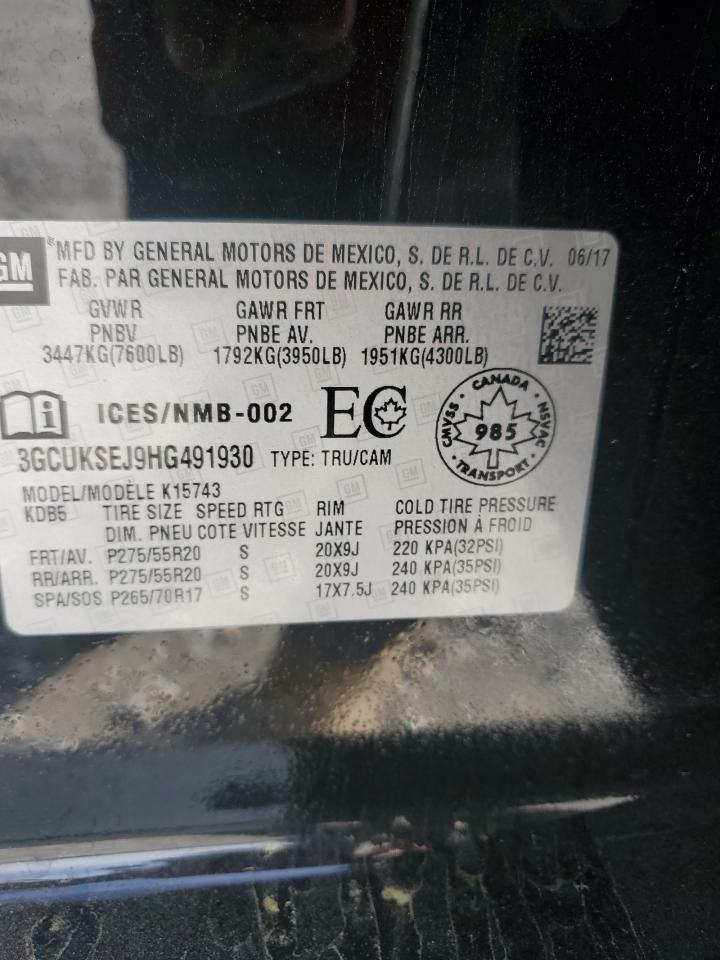 GM
MFD BY GENERAL MOTORS DE MEXICO, S. DE R.L. DE C.V. 06/17
FAB. PAR GENERAL MOTORS DE MEXICO, S. DE R.L. DE C.V.
GVWR GAWR FRT GAWR RR
PNBV PNBE AV. PNBE ARR.
3447KG(7600LB) 1792KG(3950LB) 1951KG(4300LB)
ICES/NMB-002 EC
CANADA
CMVSS 985 NSVAC
TRANSPORT
3GCUKSEJ9HG491930 TYPE: TRU/CAM
MODEL/MODÈLE K15743
KDB5 TIRE SIZE SPEED RTG RIM COLD TIRE PRESSURE
DIM. PNEU COTE VITESSE JANTE PRESSION À FROID
FRT/AV. P275/55R20 S 20X9J 220 KPA(32PSI)
RR/ARR. P275/55R20 S 20X9J 240 KPA(35PSI)
SPA/SOS P265/70R17 S 17X7.5J 240 KPA(35PSI)